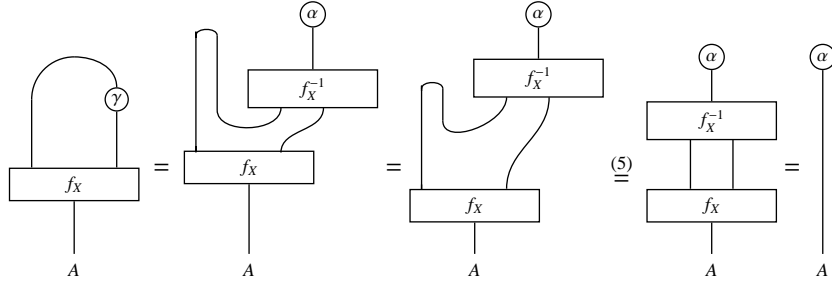 α α
α α
γ f_X^{-1} f_X^{-1} f_X^{-1}
f_X = f_X = f_X (5)= f_X =
A A A A A